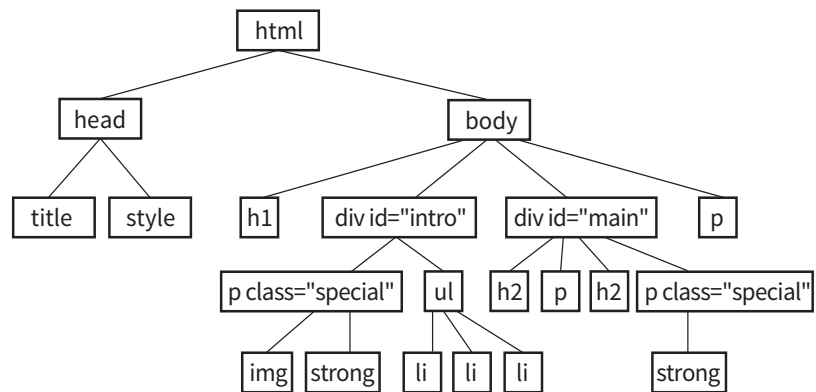 html
head body
title style h1 div id="intro" div id="main" p
p class="special" ul h2 p h2 p class="special"
img strong li li li strong